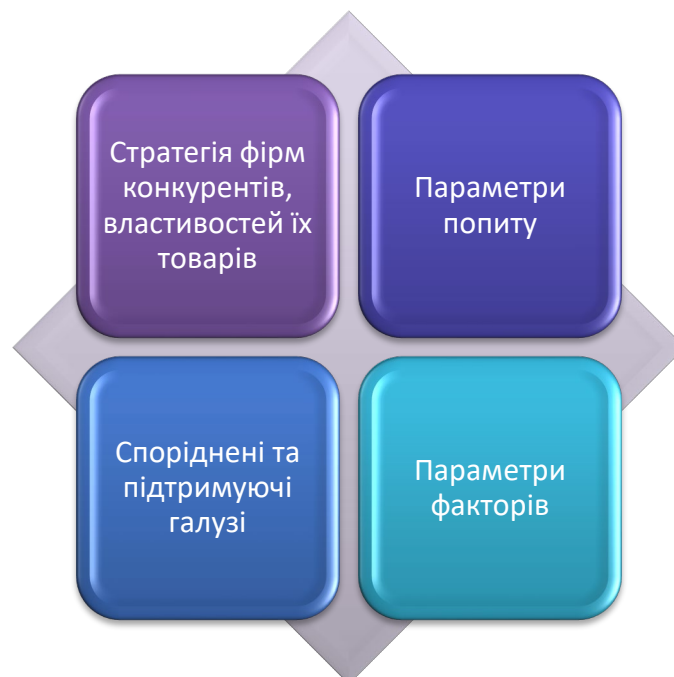 Стратегія фірм
конкурентів,
властивостей їх
товарів
Параметри
попиту
Споріднені та
підтримуючі
галузі
Параметри
факторів